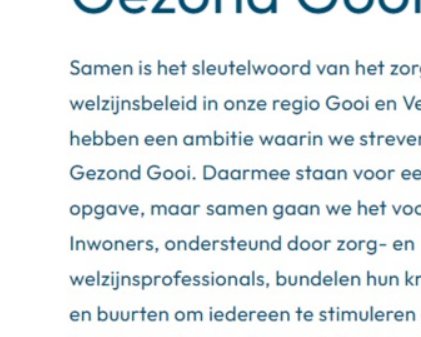 Gezond Gooi
Samen is het sleutelwoord van het
welzijnsbeleid in onze regio Gooi en
hebben een ambitie waarin we
Gezond Gooi. Daarmee staan voor
opgave, maar samen gaan we het
Inwoners, ondersteund door zorg- en
welzijnsprofessionals, bundelen hun
en buurten om iedereen te stimuleren